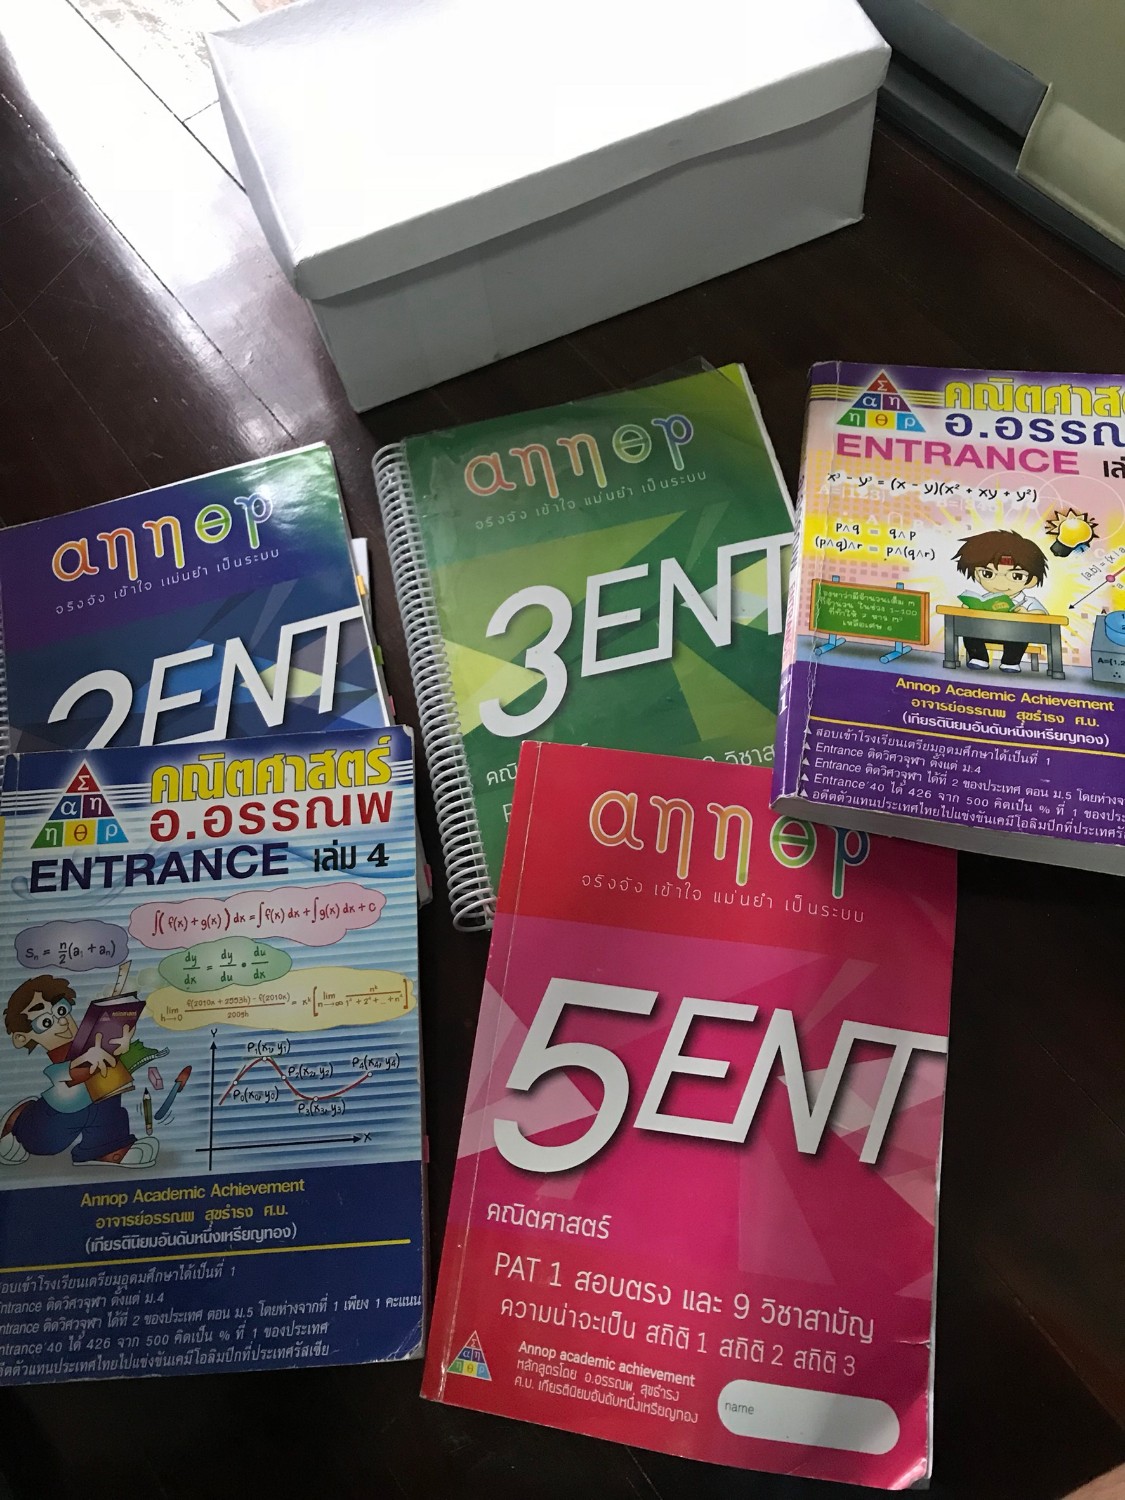 αηηθρ
จริงจัง เข้าใจ แม่นยำ เป็นระบบ
2ENT
αηηθρ
จริงจัง เข้าใจ แม่นยำ เป็นระบบ
3ENT
Σ
αη
ηθρ
อ.อรรณ
ENTRANCE
x³ - y³ = (x - y)(x² + xy + y²)
p∧q = q∧p
(p∧q)∧r = p∧(q∧r)
Annop Academic Achievement
อาจารย์อรรณพ สุขธำรง ศ.บ.
(เกียรตินิยมอันดับหนึ่งเหรียญทอง)
▲ สอบเข้าโรงเรียนเตรียมอุดมศึกษาได้เป็นที่ 1
▲ Entrance ติดวิศวจุฬา ตั้งแต่ ม.4
▲ Entrance ติดวิศวจุฬา ได้ที่ 2 ของประเทศ ตอน ม.5 โดยห่างจาก
▲ Entrance'40 ได้ 426 จาก 500 คิดเป็น % ที่ 1 ของประ
▲ อดีตตัวแทนประเทศไทยไปแข่งขันเคมีโอลิมปิกที่ประเทศ
Σ
αη
ηθρ
คณิตศาสตร์
อ.อรรณพ
ENTRANCE เล่ม 4
∫(f(x)+g(x))dx = ∫f(x)dx + ∫g(x)dx + c
Sₙ = n/2(a₁ + aₙ)
dy/dx = dy/du • du/dx
Y
X
Annop Academic Achievement
อาจารย์อรรณพ สุขธำรง ศ.บ.
(เกียรตินิยมอันดับหนึ่งเหรียญทอง)
อบเข้าโรงเรียนเตรียมอุดมศึกษาได้เป็นที่ 1
ntrance ติดวิศวจุฬา ตั้งแต่ ม.4
ntrance ติดวิศวจุฬา ได้ที่ 2 ของประเทศ ตอน ม.5 โดยห่างจากที่ 1 เพียง 1 คะแนน
ntrance'40 ได้ 426 จาก 500 คิดเป็น % ที่ 1 ของประเทศ
ดีตตัวแทนประเทศไทยไปแข่งขันเคมีโอลิมปิกที่ประเทศรัสเซีย
αηηθρ
จริงจัง เข้าใจ แม่นยำ เป็นระบบ
5ENT
คณิตศาสตร์
PAT 1 สอบตรง และ 9 วิชาสามัญ
ความน่าจะเป็น สถิติ 1 สถิติ 2 สถิติ 3
Σ
αη
ηθρ
Annop academic achievement
หลักสูตรโดย อ.อรรณพ สุขธำรง
ศ.บ. เกียรตินิยมอันดับหนึ่งเหรียญทอง
name